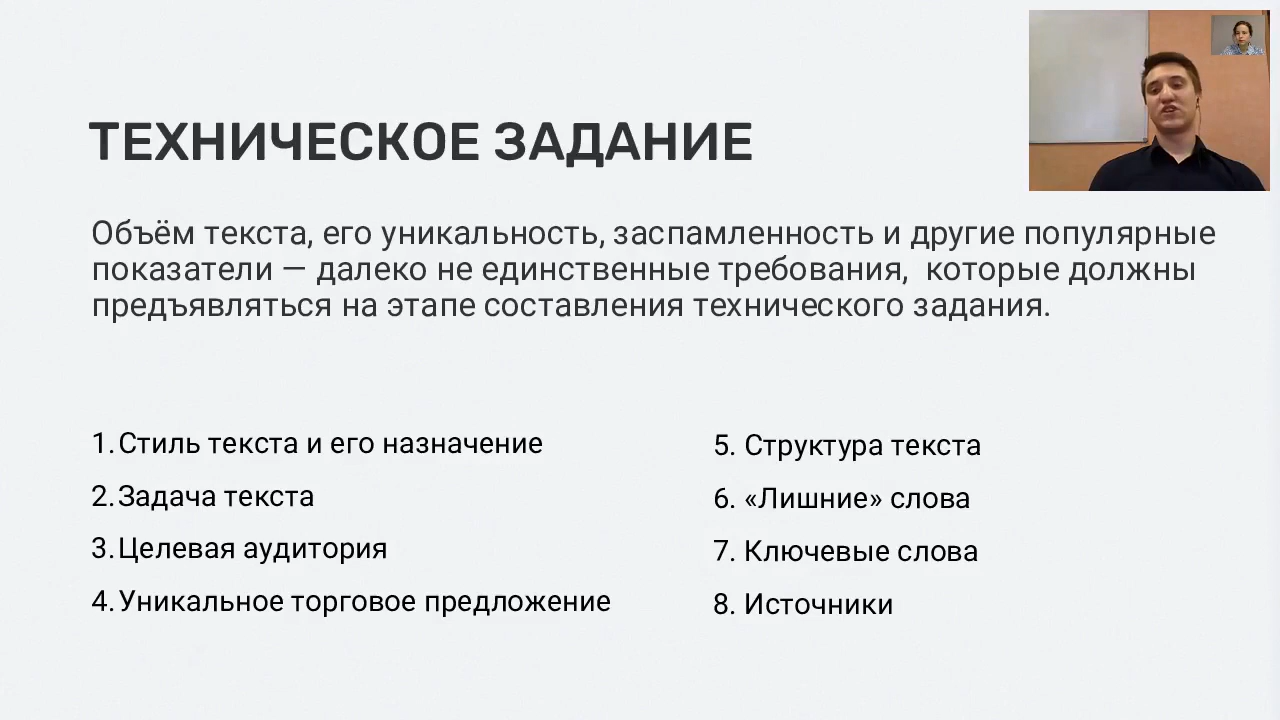 ТЕХНИЧЕСКОЕ ЗАДАНИЕ
Объём текста, его уникальность, заспамленность и другие популярные
показатели — далеко не единственные требования, которые должны
предъявляться на этапе составления технического задания.
1. Стиль текста и его назначение
2. Задача текста
3. Целевая аудитория
4. Уникальное торговое предложение
5. Структура текста
6. «Лишние» слова
7. Ключевые слова
8. Источники